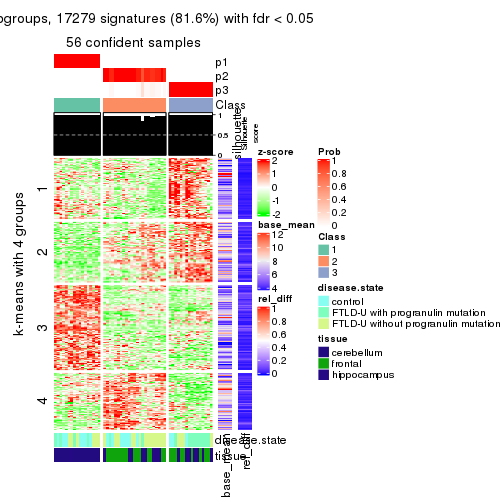 groups, 17279 signatures (81.6%) with fdr < 0.05
56 confident samples
p1
p2
p3
Class
1
0.5
0
silhouette
Silhouette
score
k-means with 4 groups
1
2
3
4
disease.state
tissue
base_mean
rel_diff
z-score
2
1
0
-1
-2
base_mean
12
10
8
6
4
rel_diff
1
0.8
0.6
0.4
0.2
0
Prob
1
0.8
0.6
0.4
0.2
0
Class
1
2
3
disease.state
control
FTLD-U with progranulin mutation
FTLD-U without progranulin mutation
tissue
cerebellum
frontal
hippocampus